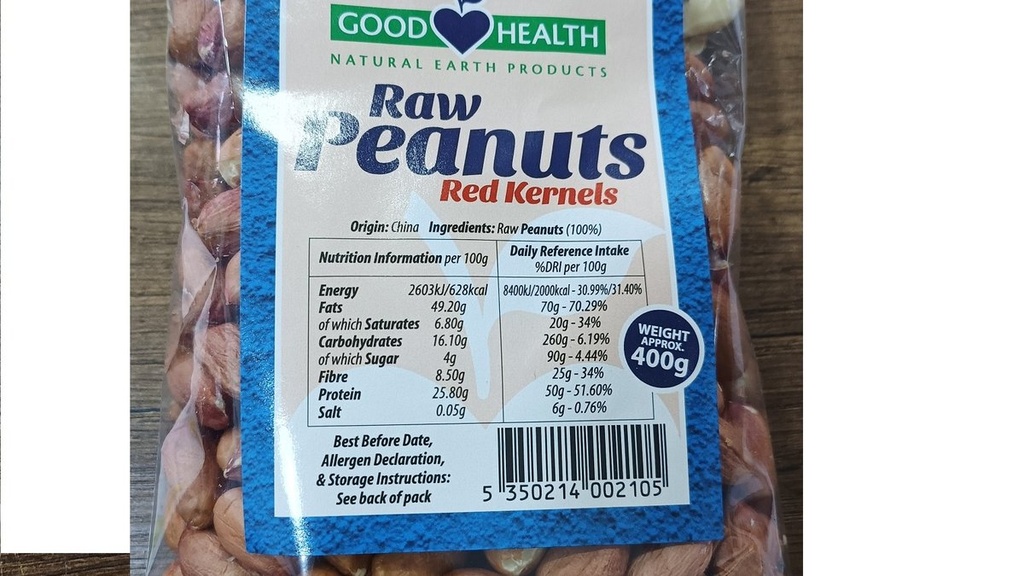 GOOD HEALTH
NATURAL EARTH PRODUCTS
Raw
Peanuts
Red Kernels
Origin: China Ingredients: Raw Peanuts (100%)
Nutrition Information per 100g
Daily Reference Intake
%DRI per 100g
Energy 2603kJ/628kcal 8400kJ/2000kcal - 30.99%/31.40%
Fats 49.20g 70g - 70.29%
of which Saturates 6.80g 20g - 34%
Carbohydrates 16.10g 260g - 6.19%
of which Sugar 4g 90g - 4.44%
Fibre 8.50g 25g - 34%
Protein 25.80g 50g - 51.60%
Salt 0.05g 6g - 0.76%
WEIGHT
APPROX.
400g
Best Before Date,
Allergen Declaration,
& Storage Instructions:
See back of pack
5 350214 002105